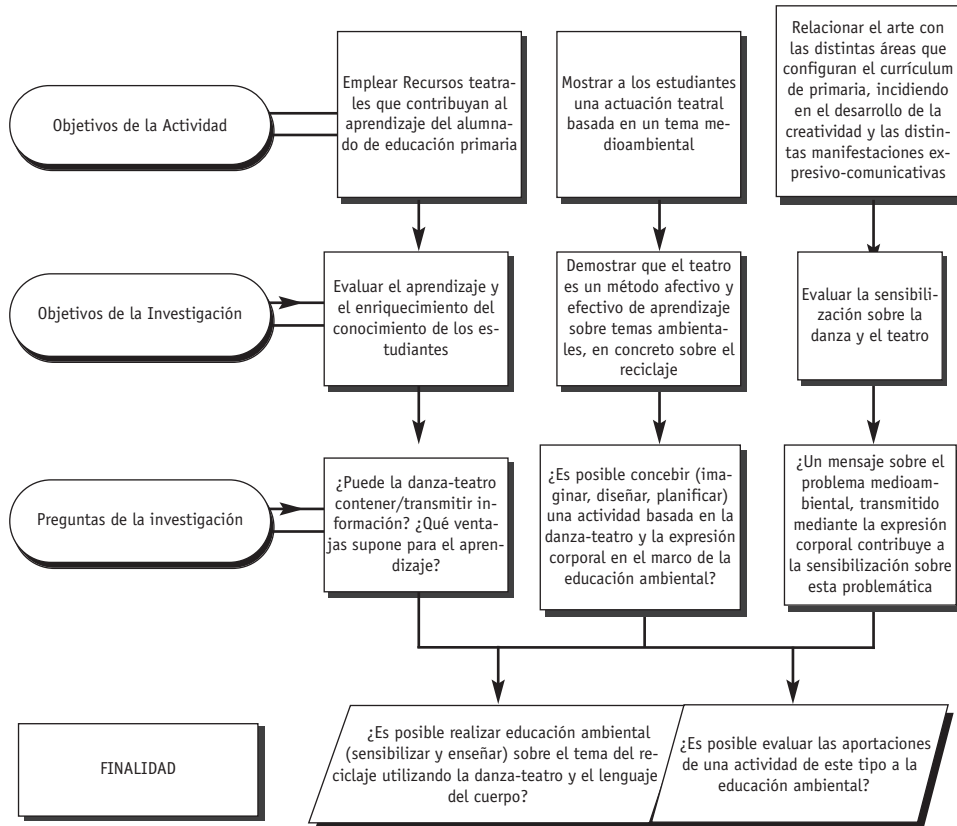 Objetivos de la Actividad
Emplear Recursos teatra-
les que contribuyan al
aprendizaje del alumna-
do de educación primaria
Mostrar a los estudiantes
una actuación teatral
basada en un tema me-
dioambiental
Relacionar el arte con
las distintas áreas que
configuran el currículum
de primaria, incidiendo
en el desarrollo de la
creatividad y las distin-
tas manifestaciones ex-
presivo-comunicativas
Objetivos de la Investigación
Evaluar el aprendizaje y
el enriquecimiento del
conocimiento de los es-
tudiantes
Demostrar que el teatro
es un método afectivo y
efectivo de aprendizaje
sobre temas ambienta-
les, en concreto sobre el
reciclaje
Evaluar la sensibili-
zación sobre la
danza y el teatro
Preguntas de la investigación
¿Puede la danza-teatro
contener/transmitir in-
formación? ¿Qué venta-
jas supone para el apren-
dizaje?
¿Es posible concebir (ima-
ginar, diseñar, planificar)
una actividad basada en la
danza-teatro y la expresión
corporal en el marco de la
educación ambiental?
¿Un mensaje sobre el
problema medioam-
biental, transmitido
mediante la expresión
corporal contribuye a
la sensibilización sobre
esta problemática
FINALIDAD
¿Es posible realizar educación ambiental
(sensibilizar y enseñar) sobre el tema del re-
ciclaje utilizando la danza-teatro y el lenguaje
del cuerpo?
¿Es posible evaluar las aportaciones
de una actividad de este tipo a la
educación ambiental?